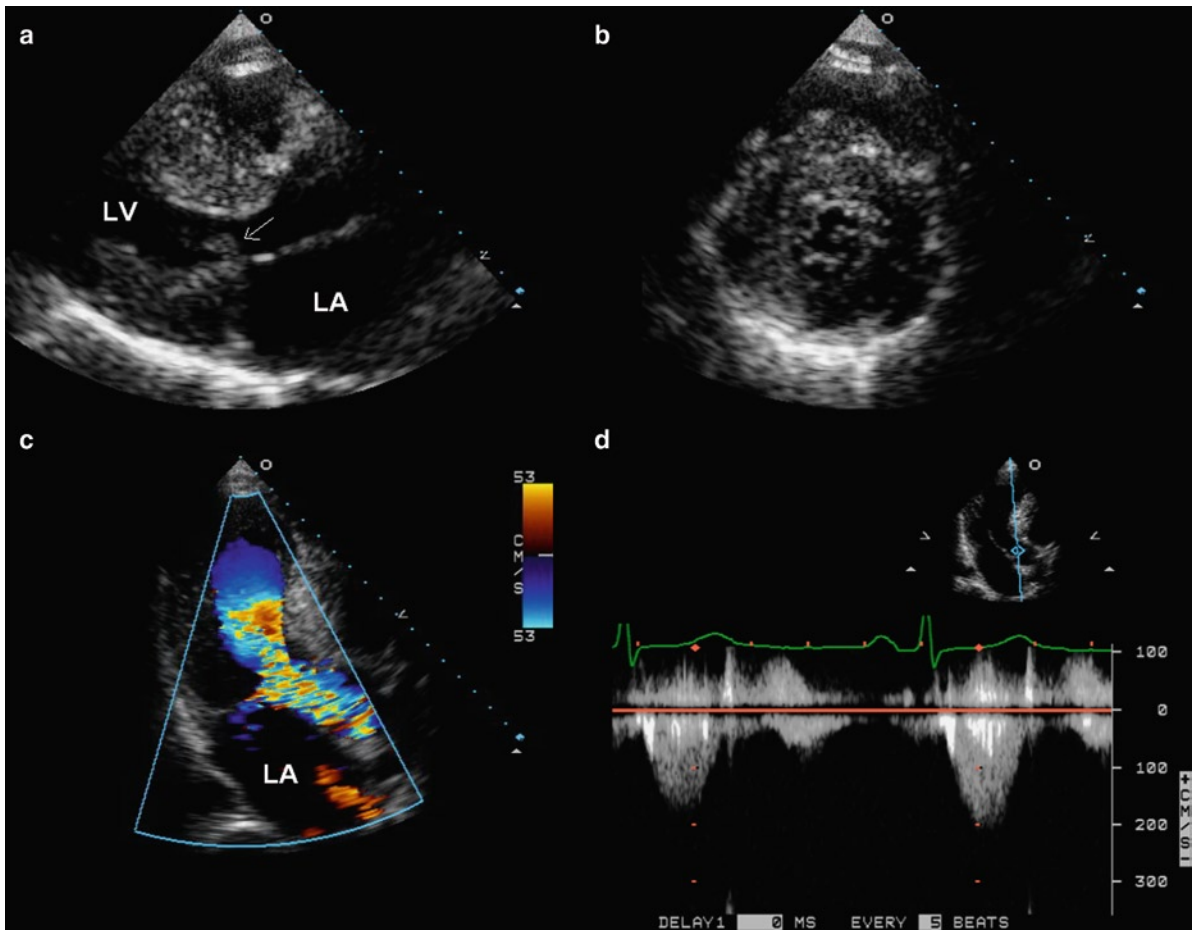 a
b
LV
LA
c
53
CM/S
53
LA
d
100
0
100
200
300
+CM/S-
DELAY1 0 MS EVERY 5 BEATS